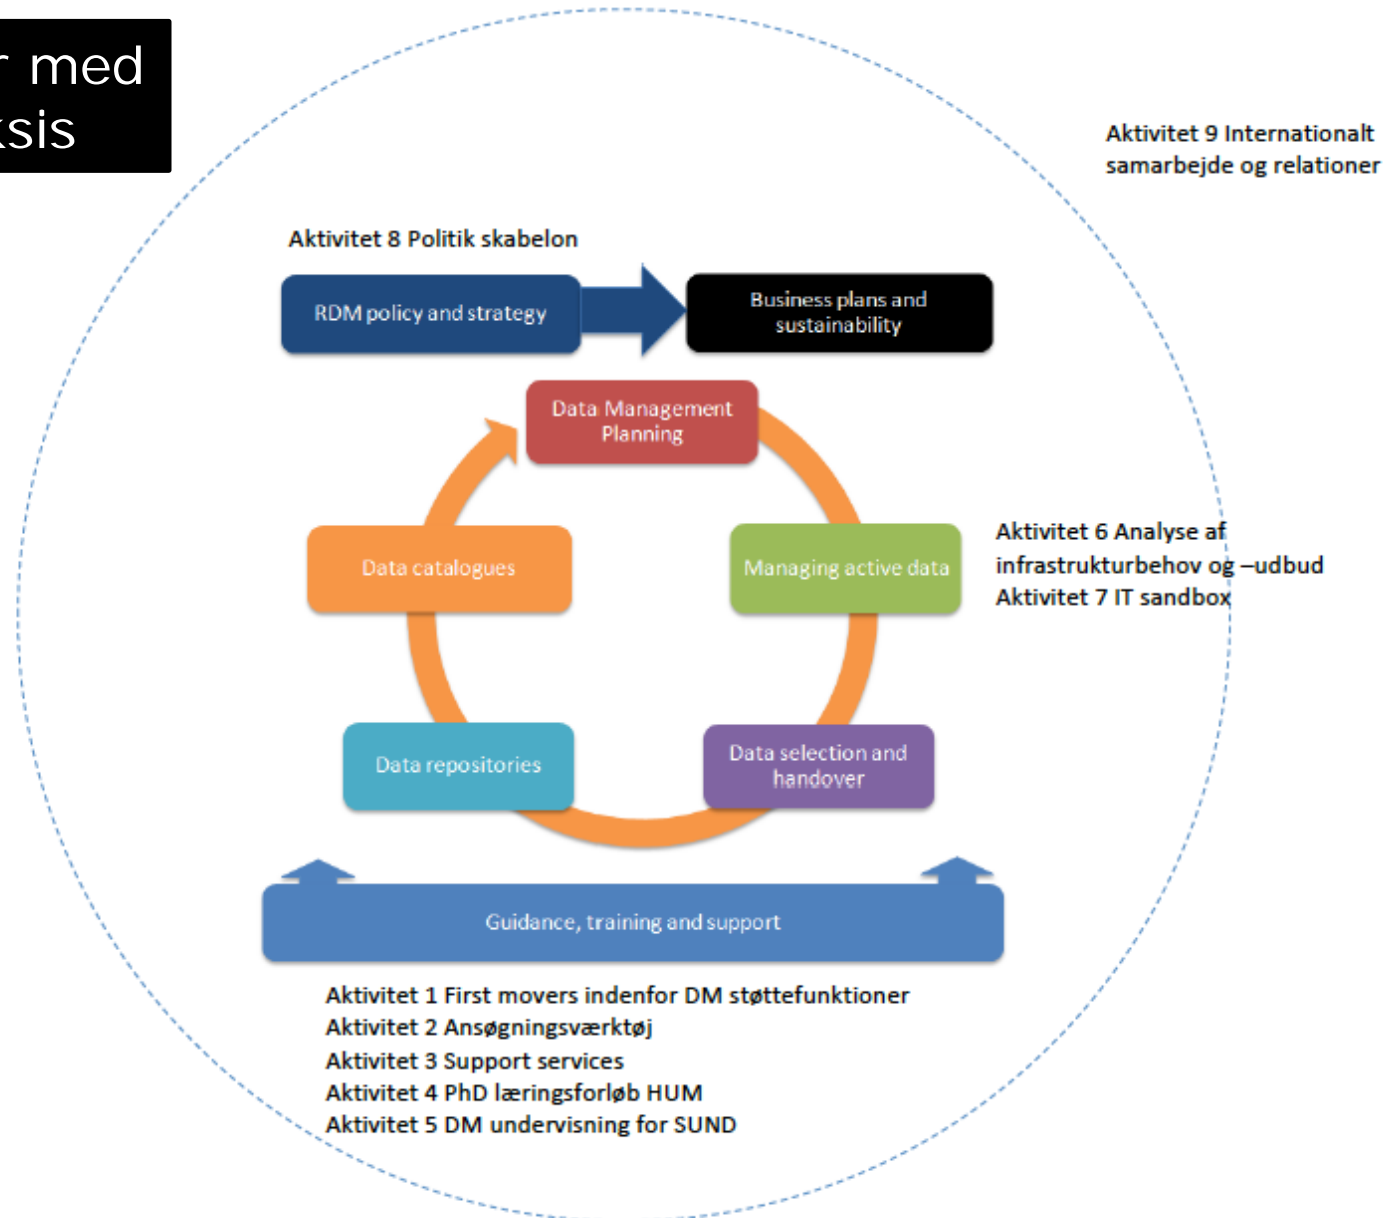 r med
ksis
Aktivitet 9 Internationalt
samarbejde og relationer
Aktivitet 8 Politik skabelon
RDM policy and strategy
Business plans and
sustainability
Data Management
Planning
Data catalogues
Managing active data
Aktivitet 6 Analyse af
infrastrukturbehov og –udbud
Aktivitet 7 IT sandbox
Data repositories
Data selection and
handover
Guidance, training and support
Aktivitet 1 First movers indenfor DM støttefunktioner
Aktivitet 2 Ansøgningsværktøj
Aktivitet 3 Support services
Aktivitet 4 PhD læringsforløb HUM
Aktivitet 5 DM undervisning for SUND